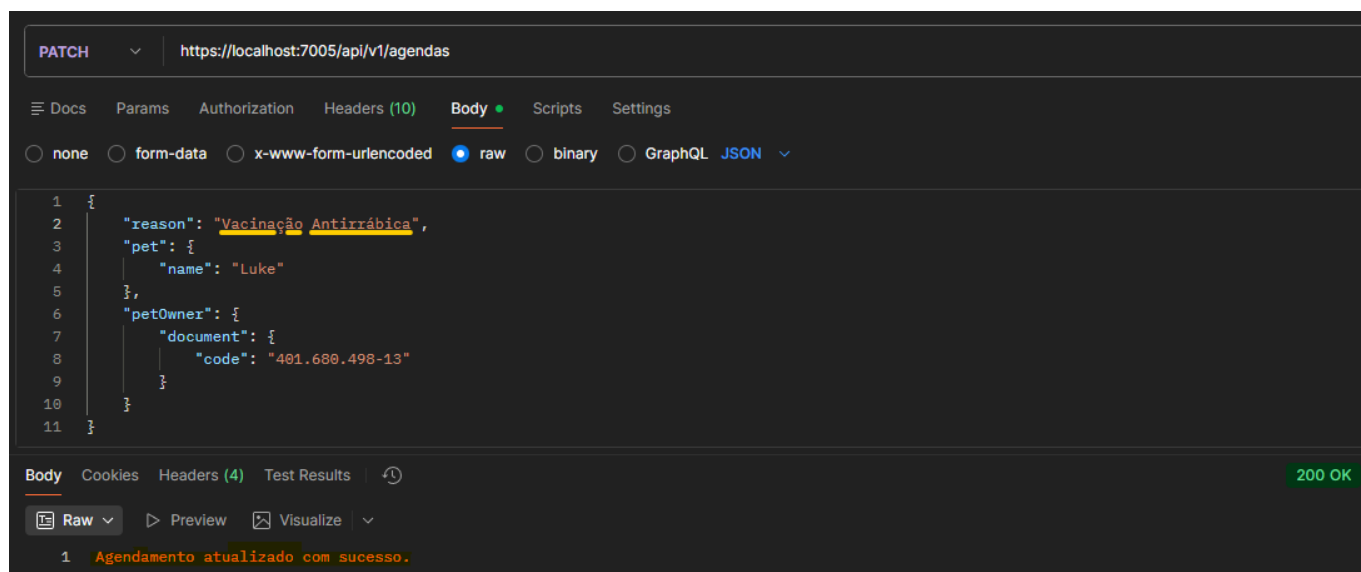 PATCH https://localhost:7005/api/v1/agendas
Docs Params Authorization Headers (10) Body Scripts Settings
none form-data x-www-form-urlencoded raw binary GraphQL JSON
1 {
2 "reason": "Vacinação Antirrábica",
3 "pet": {
4 "name": "Luke"
5 },
6 "petOwner": {
7 "document": {
8 "code": "401.680.498-13"
9 }
10 }
11 }
Body Cookies Headers (4) Test Results 200 OK
Raw Preview Visualize
1 Agendamento atualizado com sucesso.